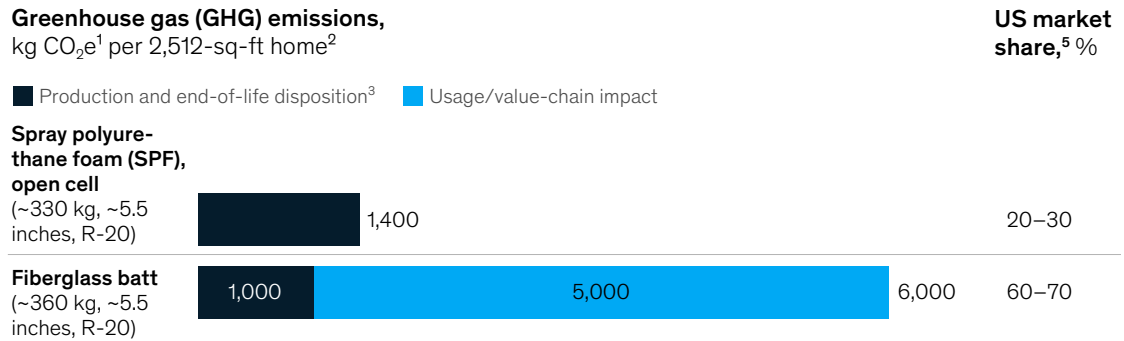 Greenhouse gas (GHG) emissions,
kg CO₂e¹ per 2,512-sq-ft home²
US market
share,⁵ %
Production and end-of-life disposition³
Usage/value-chain impact
Spray polyure-
thane foam (SPF),
open cell
(~330 kg, ~5.5
inches, R-20)
1,400
20–30
Fiberglass batt
(~360 kg, ~5.5
inches, R-20)
1,000
5,000
6,000
60–70